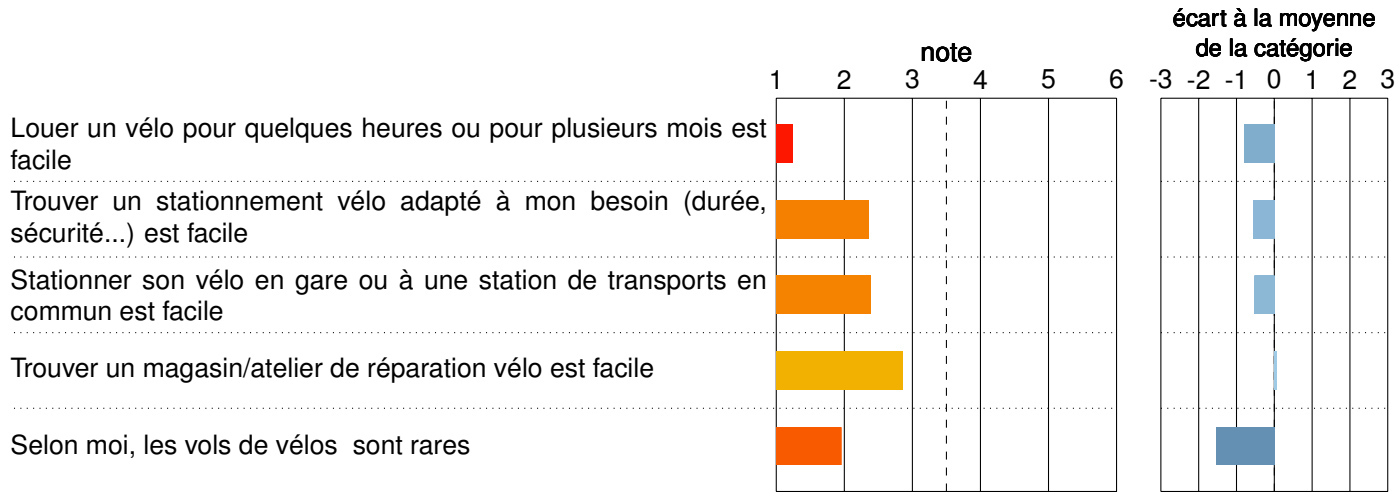 écart à la moyenne
note de la catégorie
1 2 3 4 5 6 -3 -2 -1 0 1 2 3
Louer un vélo pour quelques heures ou pour plusieurs mois est
facile
Trouver un stationnement vélo adapté à mon besoin (durée,
sécurité...) est facile
Stationner son vélo en gare ou à une station de transports en
commun est facile
Trouver un magasin/atelier de réparation vélo est facile
Selon moi, les vols de vélos sont rares